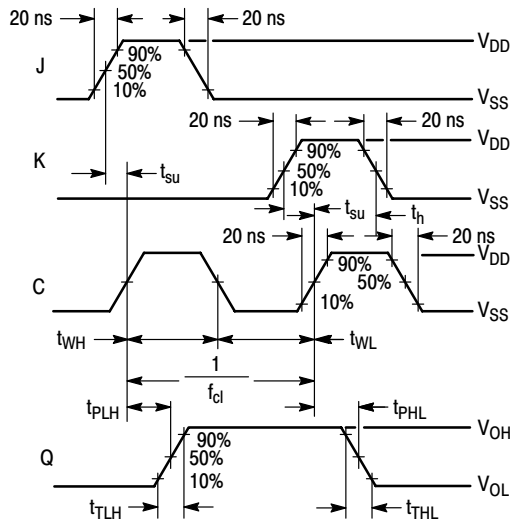 20 ns 20 ns
V_DD
J 90%
50%
10%
V_SS
20 ns 20 ns
V_DD
K 90%
t_su 50%
10%
V_SS
t_su t_h
20 ns 20 ns
V_DD
90%
C 50%
10%
V_SS
t_WH t_WL
1
f_cl
t_PLH t_PHL
V_OH
90%
Q 50%
10%
V_OL
t_TLH t_THL